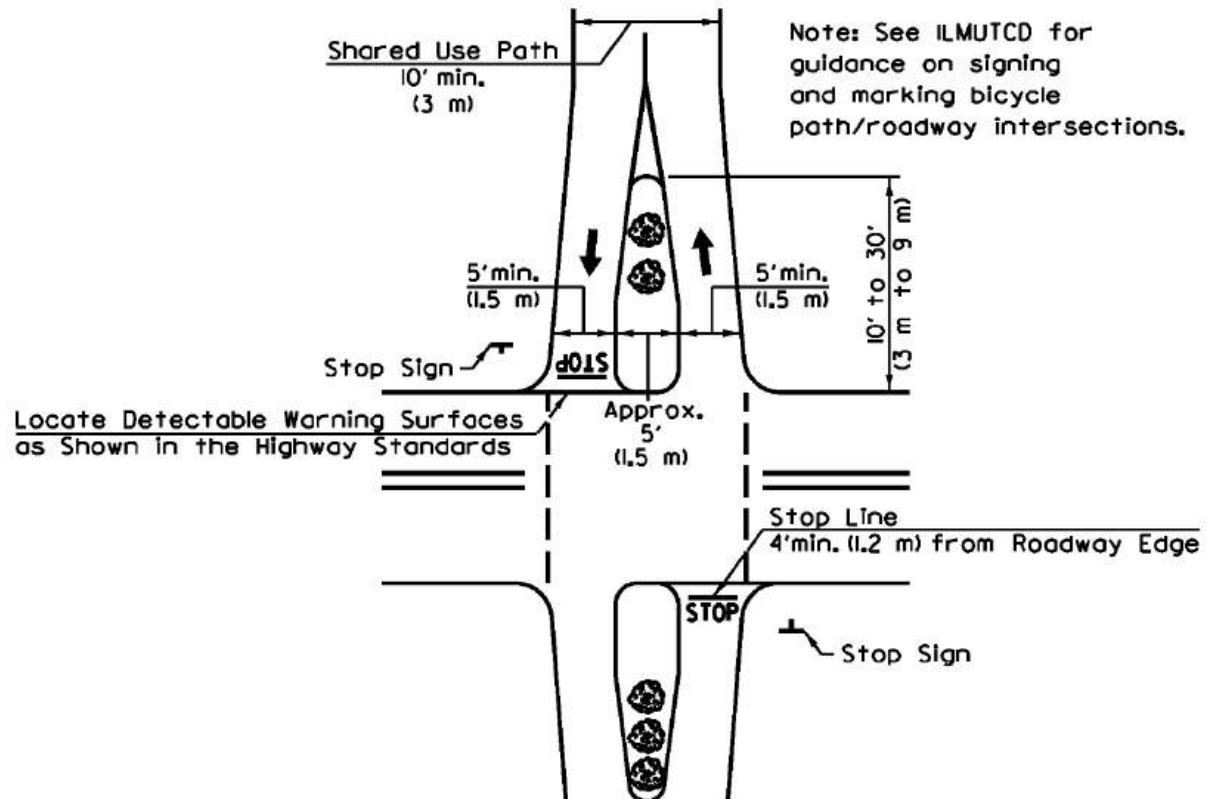 Shared Use Path
10' min.
(3 m)
Note: See ILMUTCD for
guidance on signing
and marking bicycle
path/roadway intersections.
10' to 30'
(3 m to 9 m)
5'min.
(1.5 m)
5'min.
(1.5 m)
Stop Sign
STOP
Locate Detectable Warning Surfaces
as Shown in the Highway Standards
Approx.
5'
(1.5 m)
Stop Line
4'min. (1.2 m) from Roadway Edge
STOP
Stop Sign